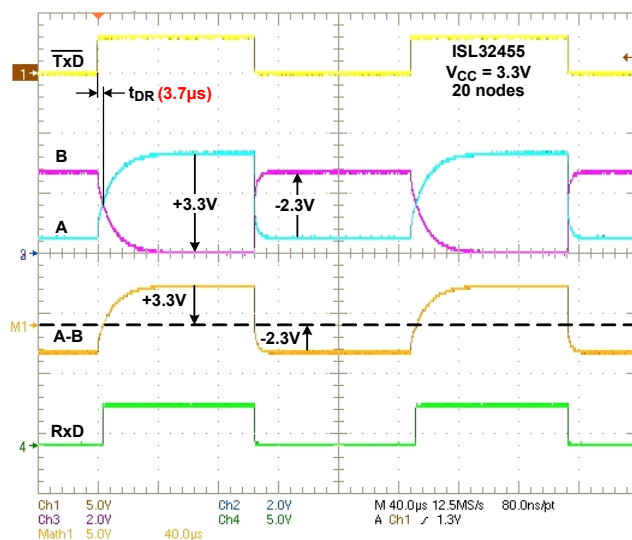 TxD
ISL32455
VCC = 3.3V
20 nodes
1
tDR (3.7µs)
B
+3.3V
-2.3V
A
3
+3.3V
M1
A-B
-2.3V
RxD
4
Ch1 5.0V Ch2 2.0V M 40.0µs 12.5MS/s 80.0ns/pt
Ch3 2.0V Ch4 5.0V A Ch1 ∕ 1.3V
Math1 5.0V 40.0µs